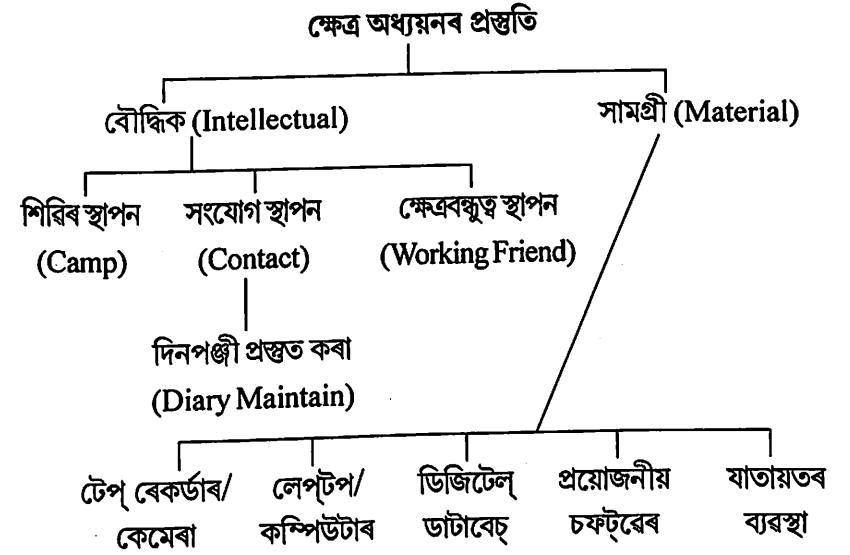 ক্ষেত্ৰ অধ্যয়নৰ প্ৰস্তুতি
বৌদ্ধিক (Intellectual)
সামগ্ৰী (Material)
শিৱিৰ স্থাপন
(Camp)
সংযোগ স্থাপন
(Contact)
ক্ষেত্ৰবন্ধুত্ব স্থাপন
(Working Friend)
দিনপঞ্জী প্ৰস্তুত কৰা
(Diary Maintain)
টেপ্ ৰেকৰ্ডাৰ/
কেমেৰা
লেপ্‌টপ/
কম্পিউটাৰ
ডিজিটেল্
ডাটাবেচ্
প্ৰয়োজনীয়
চফ্‌ট্ৱেৰ
যাতায়তৰ
ব্যৱস্থা